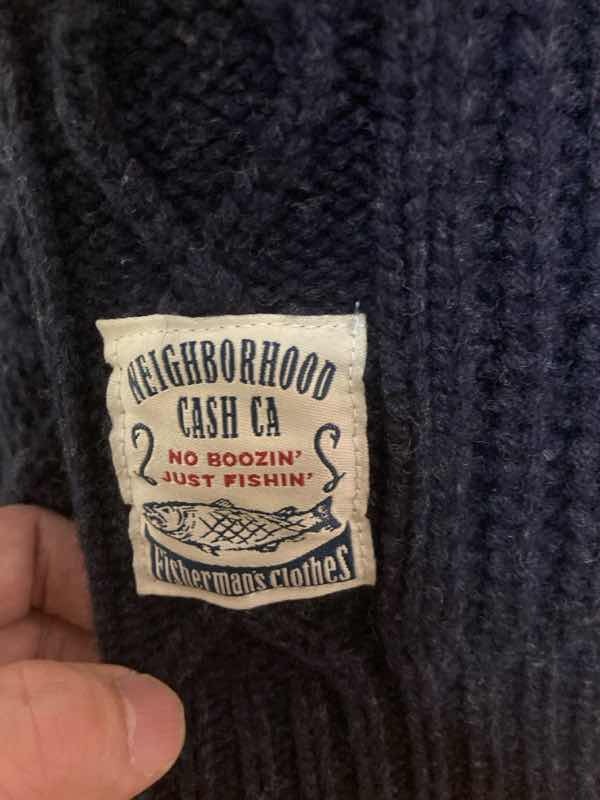 NEIGHBORHOOD
CASH CA
NO BOOZIN'
JUST FISHIN'
Fisherman's Clothes